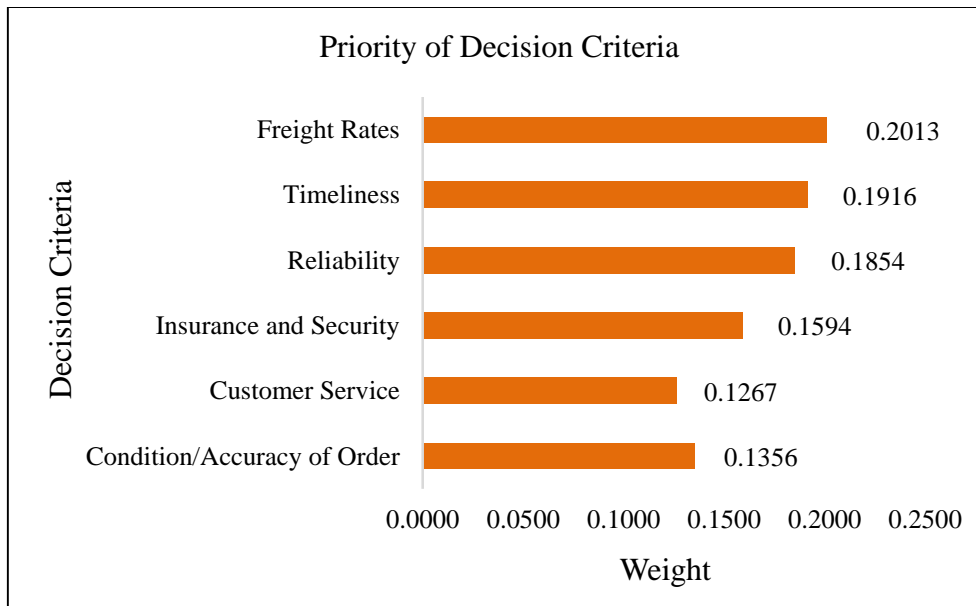 Priority of Decision Criteria
Decision Criteria
Freight Rates 0.2013
Timeliness 0.1916
Reliability 0.1854
Insurance and Security 0.1594
Customer Service 0.1267
Condition/Accuracy of Order 0.1356
0.0000 0.0500 0.1000 0.1500 0.2000 0.2500
Weight